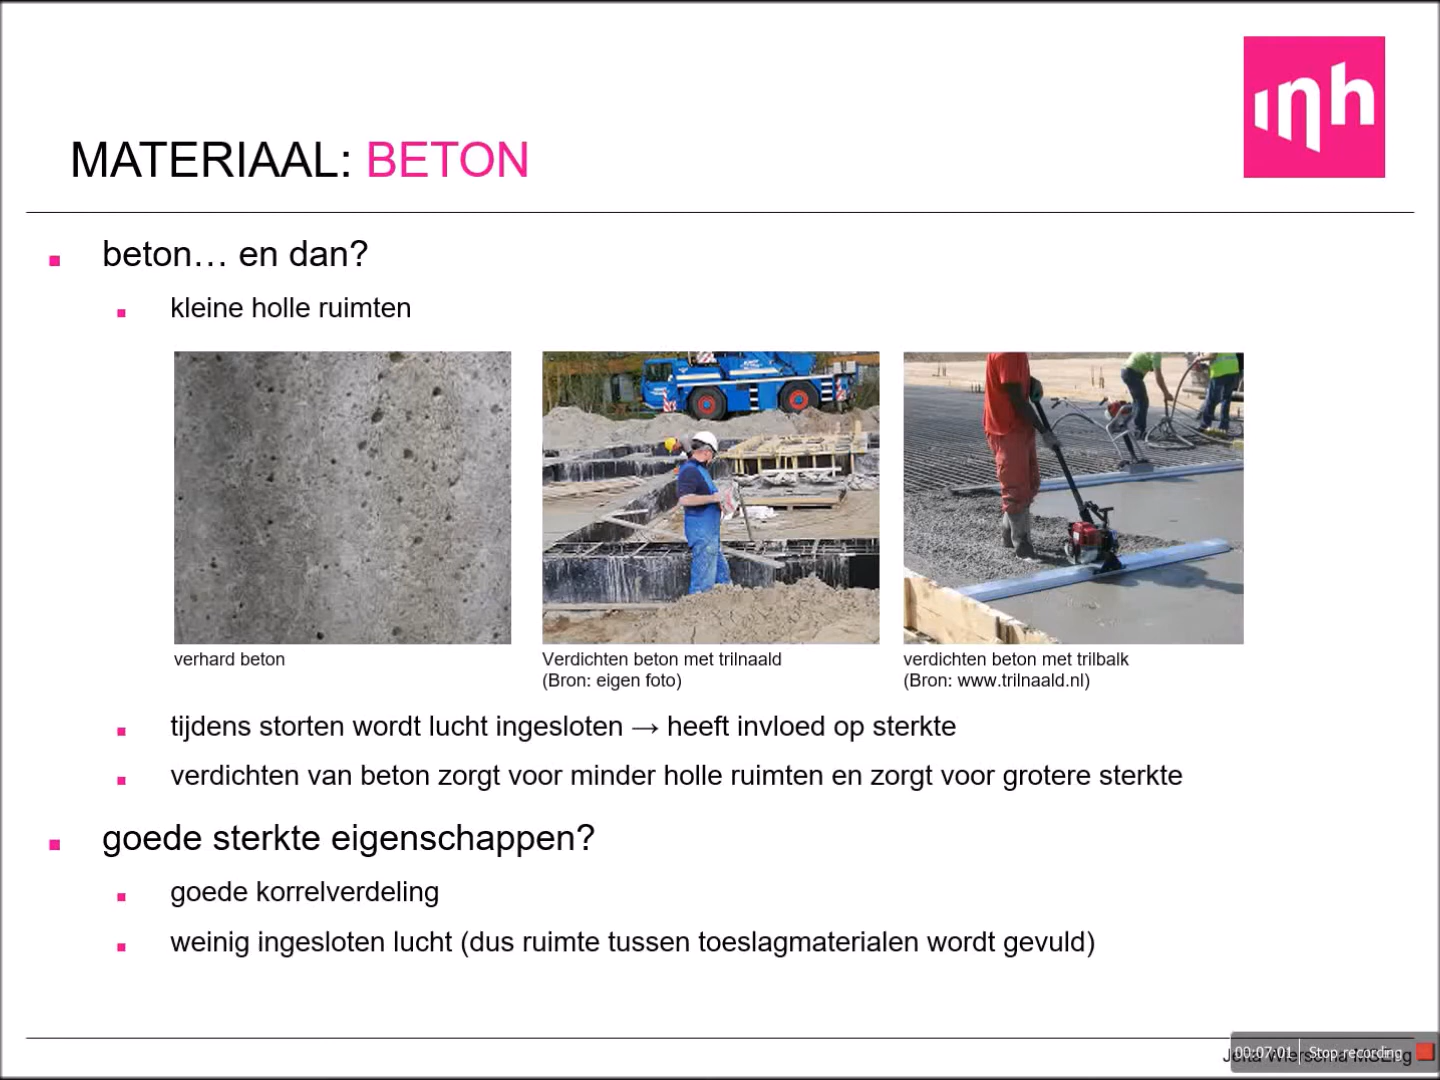 inh
MATERIAAL: BETON
beton… en dan?
kleine holle ruimten
verhard beton
Verdichten beton met trilnaald
(Bron: eigen foto)
verdichten beton met trilbalk
(Bron: www.trilnaald.nl)
tijdens storten wordt lucht ingesloten → heeft invloed op sterkte
verdichten van beton zorgt voor minder holle ruimten en zorgt voor grotere sterkte
goede sterkte eigenschappen?
goede korrelverdeling
weinig ingesloten lucht (dus ruimte tussen toeslagmaterialen wordt gevuld)
00:07:01 Stop recording